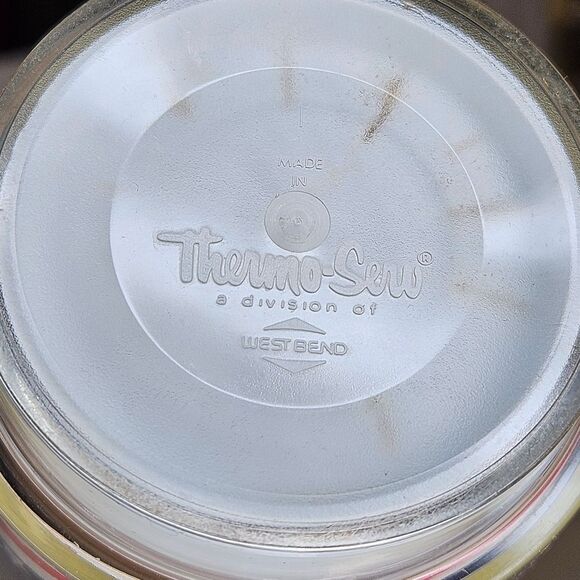 MADE
IN
Thermo-Serv®
a division of
WEST BEND